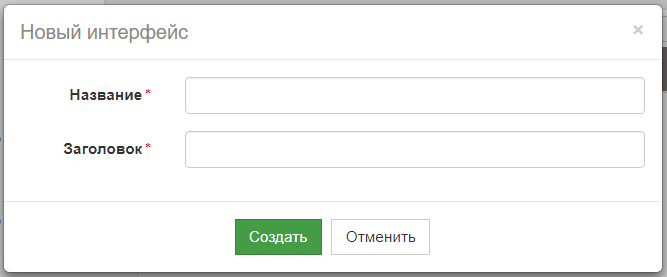 Новый интерфейс ×
Название *
Заголовок *
Создать Отменить